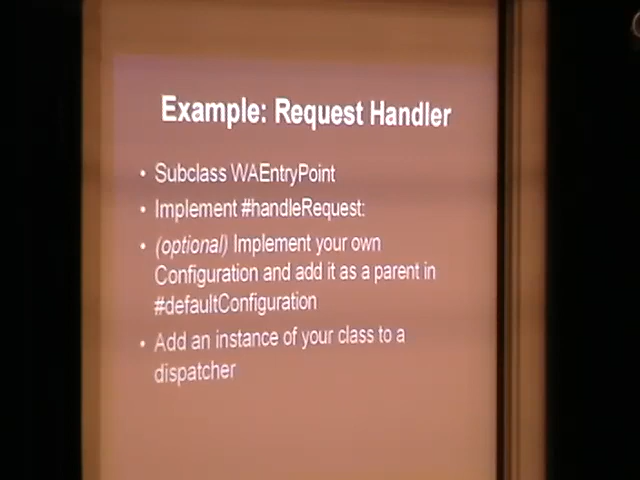 Example: Request Handler
• Subclass WAEntryPoint
• Implement #handleRequest:
• (optional) Implement your own
Configuration and add it as a parent in
#defaultConfiguration
• Add an instance of your class to a
dispatcher